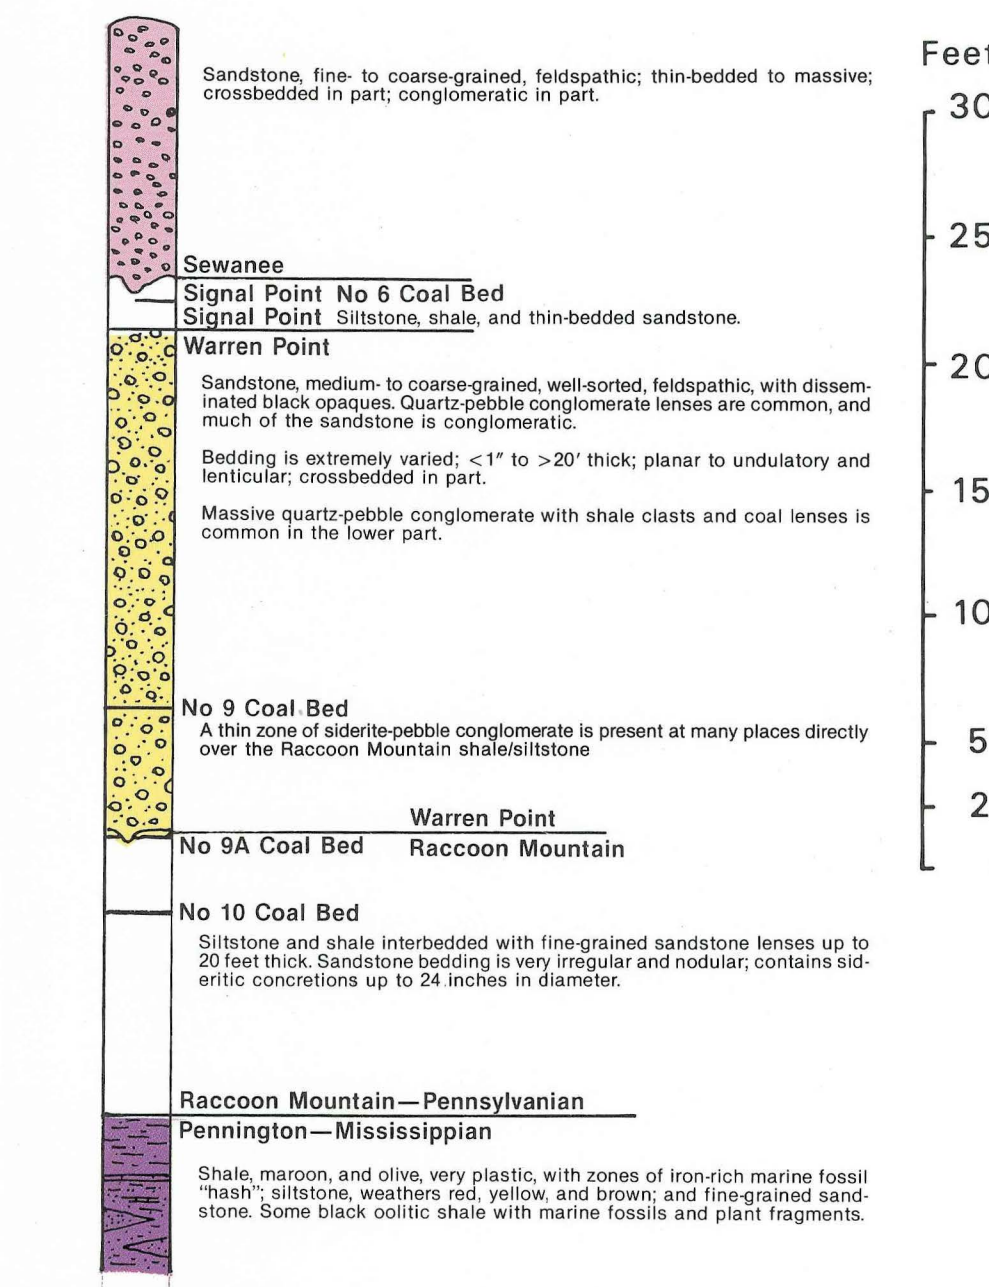 Sandstone, fine- to coarse-grained, feldspathic; thin-bedded to massive;
crossbedded in part; conglomeratic in part.
Sewanee
Signal Point No 6 Coal Bed
Signal Point Siltstone, shale, and thin-bedded sandstone.
Warren Point
Sandstone, medium- to coarse-grained, well-sorted, feldspathic, with dissem-
inated black opaques. Quartz-pebble conglomerate lenses are common, and
much of the sandstone is conglomeratic.
Bedding is extremely varied; <1″ to >20′ thick; planar to undulatory and
lenticular; crossbedded in part.
Massive quartz-pebble conglomerate with shale clasts and coal lenses is
common in the lower part.
No 9 Coal Bed
A thin zone of siderite-pebble conglomerate is present at many places directly
over the Raccoon Mountain shale/siltstone
Warren Point
No 9A Coal Bed Raccoon Mountain
No 10 Coal Bed
Siltstone and shale interbedded with fine-grained sandstone lenses up to
20 feet thick. Sandstone bedding is very irregular and nodular; contains sid-
eritic concretions up to 24 inches in diameter.
Raccoon Mountain—Pennsylvanian
Pennington—Mississippian
Shale, maroon, and olive, very plastic, with zones of iron-rich marine fossil
“hash”; siltstone, weathers red, yellow, and brown; and fine-grained sand-
stone. Some black oolitic shale with marine fossils and plant fragments.
Feet
30
25
20
15
10
5
2